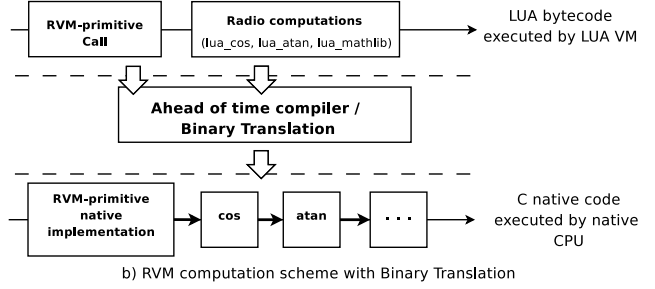 RVM-primitive
Call
Radio computations
(lua_cos, lua_atan, lua_mathlib)
LUA bytecode
executed by LUA VM
Ahead of time compiler /
Binary Translation
RVM-primitive
native
implementation
cos
atan
...
C native code
executed by native
CPU
b) RVM computation scheme with Binary Translation